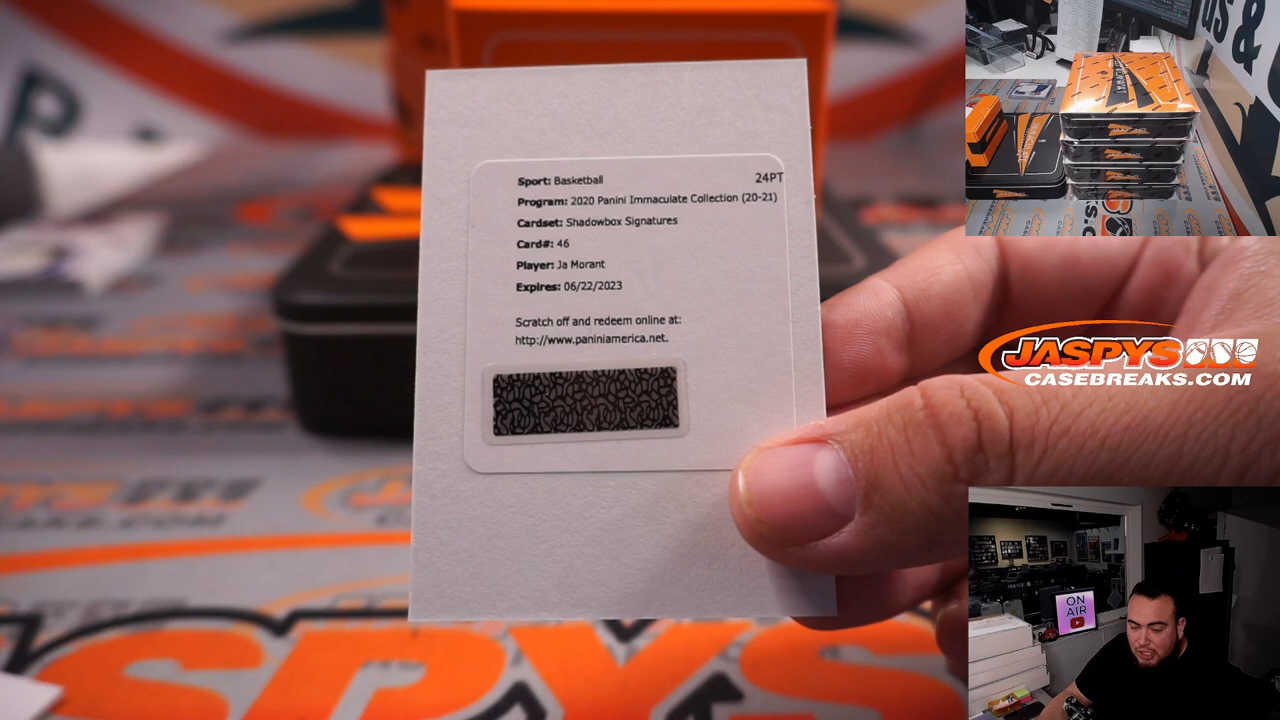 Sport: Basketball
24PT
Program: 2020 Panini Immaculate Collection (20-21)
Cardset: Shadowbox Signatures
Card#: 46
Player: Ja Morant
Expires: 06/22/2023
Scratch off and redeem online at:
http://www.paniniamerica.net.
JASPYS
CASEBREAKS.COM
ON
AIR
SPYS